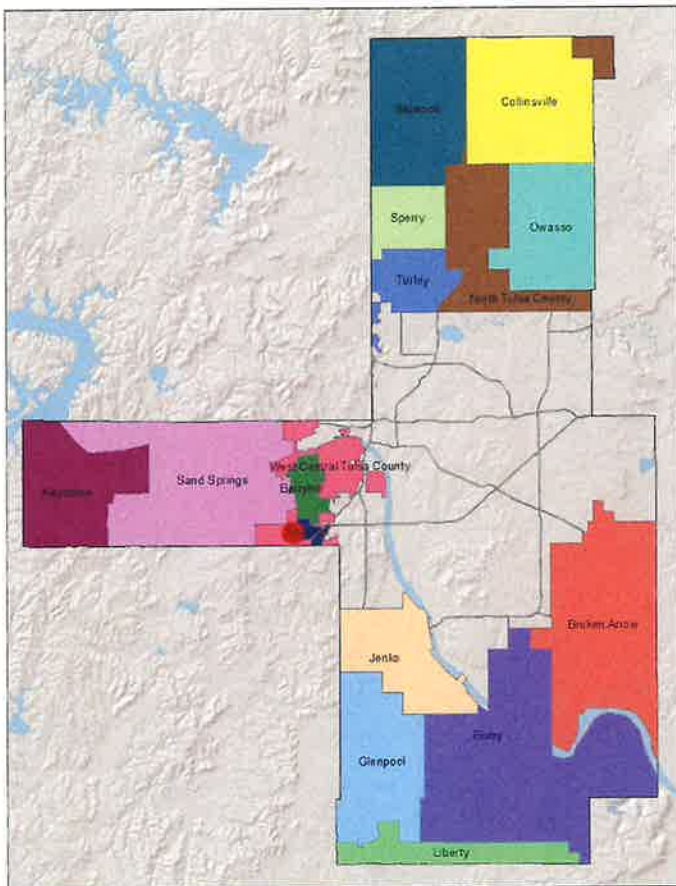 Skiatook
Collinsville
Sperry
Owasso
Turley
North Tulsa County
West Central Tulsa County
Sand Springs
Berryhill
Keystone
Broken Arrow
Jenks
Bixby
Glenpool
Liberty